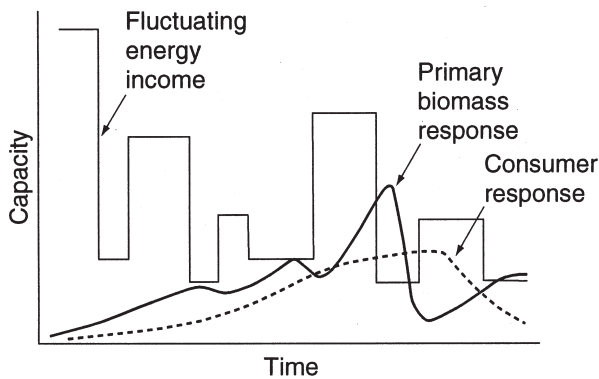 Fluctuating
energy
income
Primary
biomass
response
Consumer
response
Capacity
Time